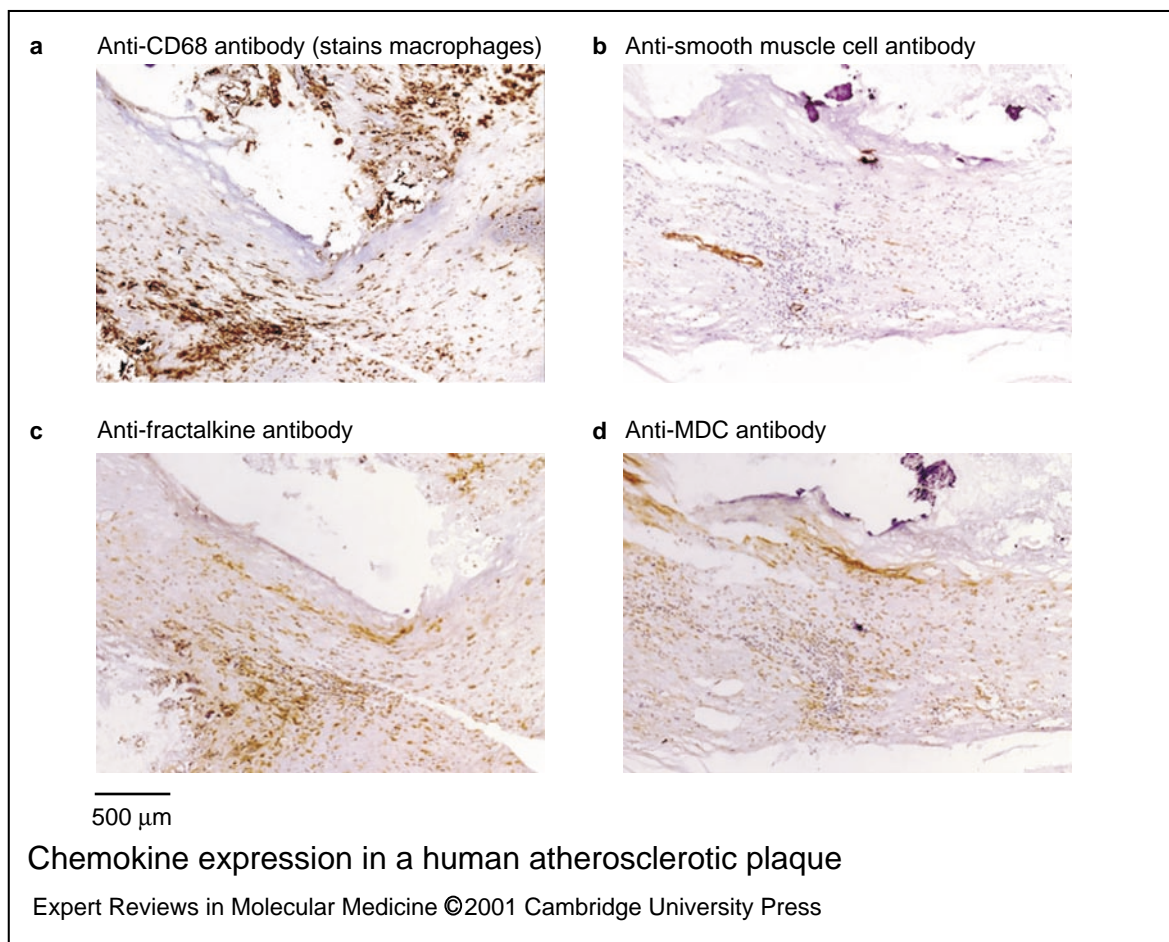 a Anti-CD68 antibody (stains macrophages)
b Anti-smooth muscle cell antibody
c Anti-fractalkine antibody
d Anti-MDC antibody
500 μm
Chemokine expression in a human atherosclerotic plaque
Expert Reviews in Molecular Medicine ©2001 Cambridge University Press